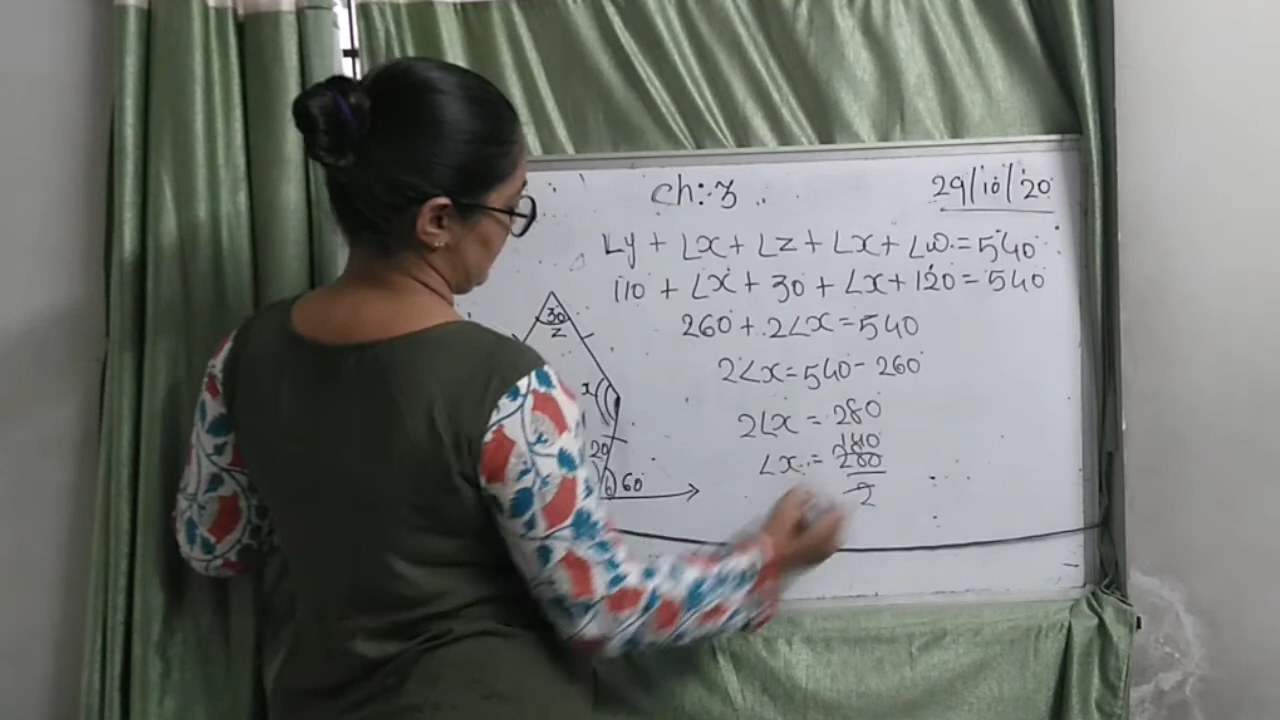 Ch:3
29/10/20
∠y + ∠x + ∠z + ∠x + ∠w = 540
110 + ∠x + 30 + ∠x + 120 = 540
260 + 2∠x = 540
2∠x = 540 - 260
2∠x = 280
140
∠x = 280
2
30
z
x
20
60